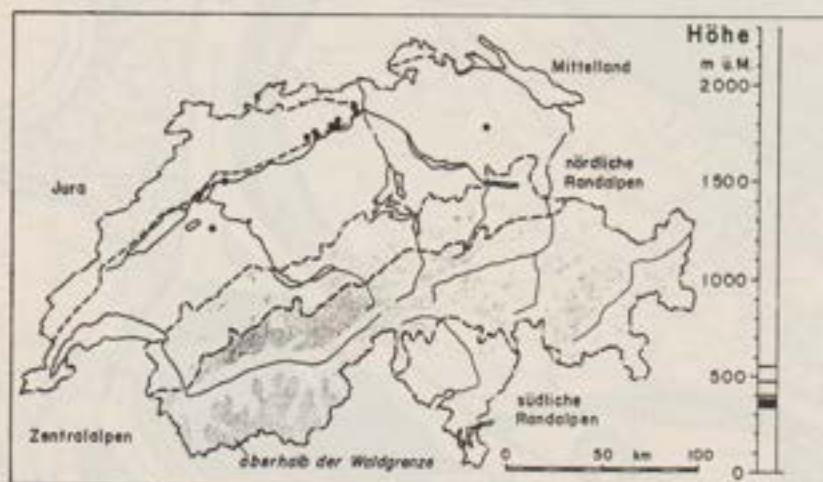 Höhe
m ü.M.
2000
Mittelland
nördliche
Randalpen
1500
Jura
1000
500
südliche
Randalpen
Zentralalpen
oberhalb der Waldgrenze
0 50 km 100
0